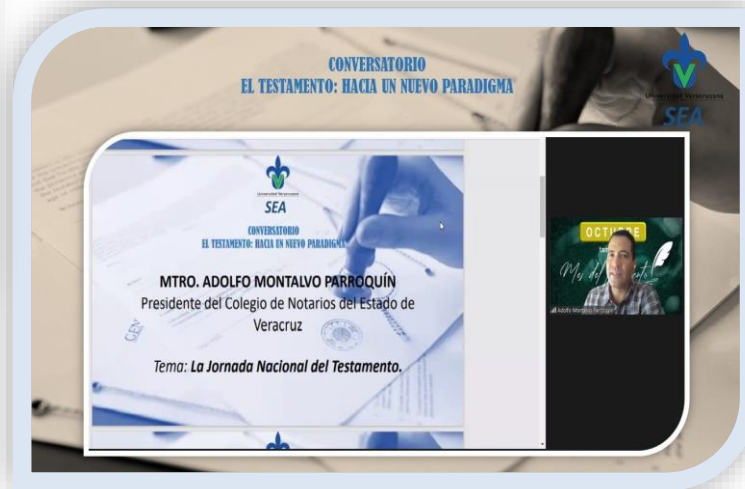 CONVERSATORIO
EL TESTAMENTO: HACIA UN NUEVO PARADIGMA
Universidad Veracruzana
SEA
Universidad Veracruzana
SEA
CONVERSATORIO
EL TESTAMENTO: HACIA UN NUEVO PARADIGMA
MTRO. ADOLFO MONTALVO PARROQUÍN
Presidente del Colegio de Notarios del Estado de
Veracruz
Tema: La Jornada Nacional del Testamento.
GEN
OCTUBRE
Mes del
Adolfo Montalvo Parroquín